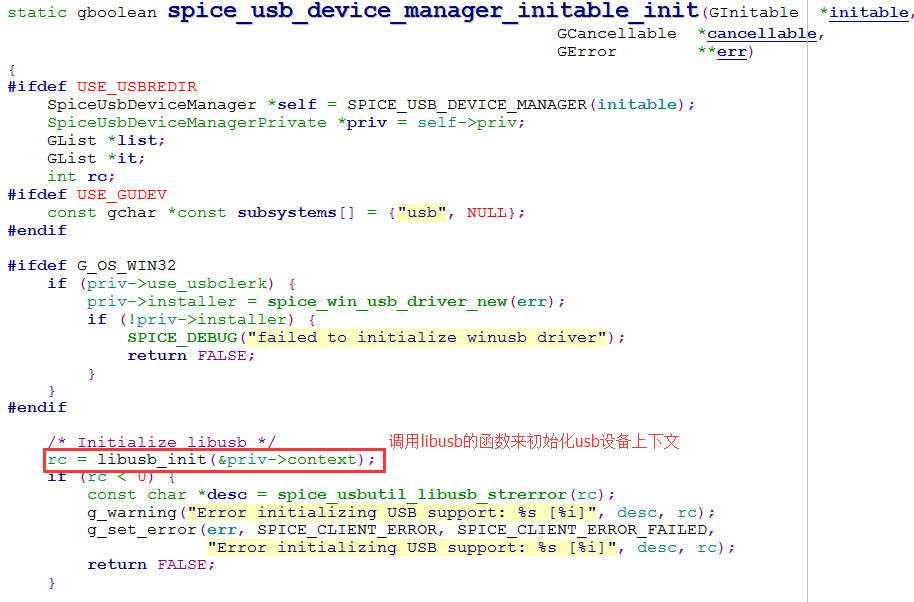 static gboolean spice_usb_device_manager_initable_init(GInitable  *initable,
                                                       GCancellable  *cancellable,
                                                       GError        **err)
{
#ifdef USE_USBREDIR
    SpiceUsbDeviceManager *self = SPICE_USB_DEVICE_MANAGER(initable);
    SpiceUsbDeviceManagerPrivate *priv = self->priv;
    GList *list;
    GList *it;
    int rc;
#ifdef USE_GUDEV
    const gchar *const subsystems[] = {"usb", NULL};
#endif

#ifdef G_OS_WIN32
    if (priv->use_usbclerk) {
        priv->installer = spice_win_usb_driver_new(err);
        if (!priv->installer) {
            SPICE_DEBUG("failed to initialize winusb driver");
            return FALSE;
        }
    }
#endif

    /* Initialize libusb */ 调用libusb的函数来初始化usb设备上下文
    rc = libusb_init(&priv->context);
    if (rc < 0) {
        const char *desc = spice_usbutil_libusb_strerror(rc);
        g_warning("Error initializing USB support: %s [%i]", desc, rc);
        g_set_error(err, SPICE_CLIENT_ERROR, SPICE_CLIENT_ERROR_FAILED,
                    "Error initializing USB support: %s [%i]", desc, rc);
        return FALSE;
    }